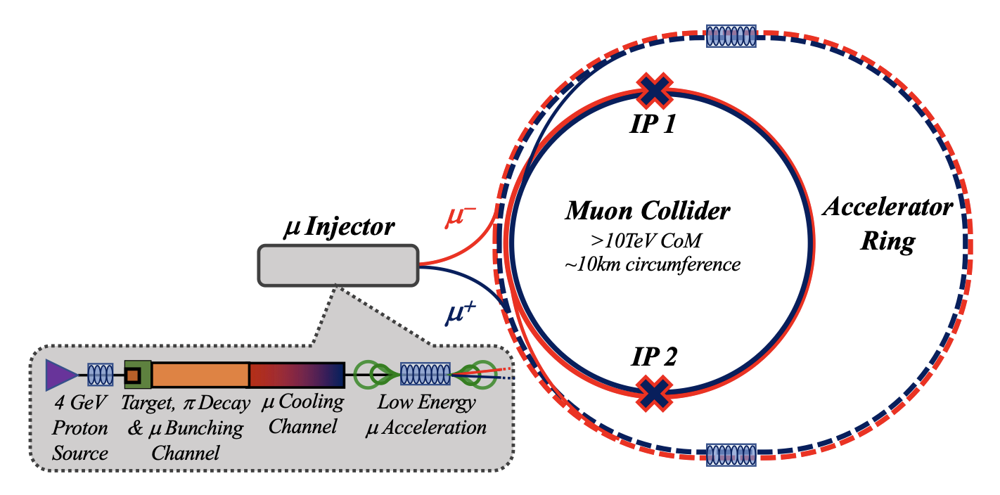 IP 1
μ⁻
μ Injector
Muon Collider
>10TeV CoM
~10km circumference
Accelerator
Ring
μ⁺
IP 2
4 GeV
Proton
Source
Target, π Decay
& μ Bunching
Channel
μ Cooling
Channel
Low Energy
μ Acceleration